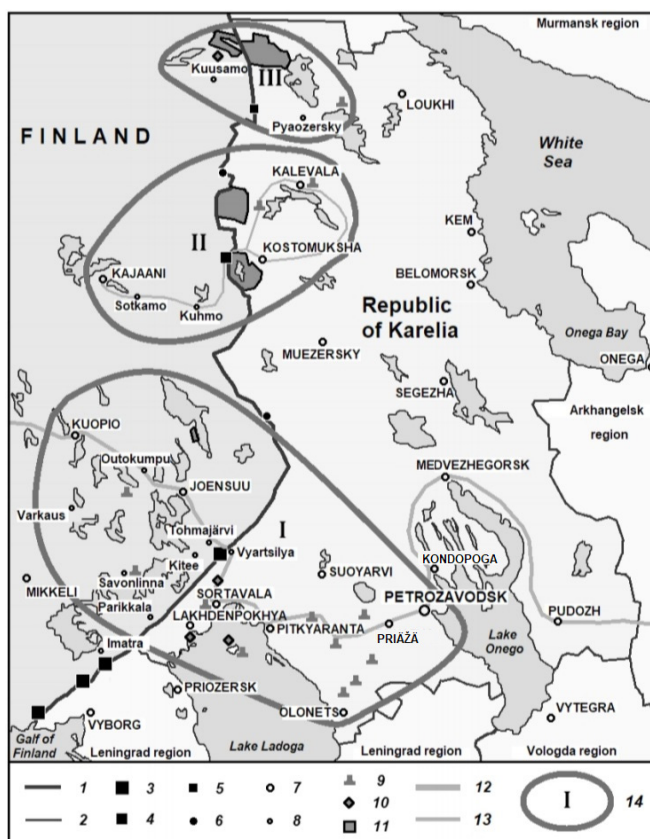 Murmansk region
Kuusamo
III
LOUKHI
Pyaozersky
FINLAND
White
Sea
KALEVALA
KEM
II
KOSTOMUKSHA
KAJAANI
BELOMORSK
Sotkamo
Kuhmo
Republic
of Karelia
Onega Bay
MUEZERSKY
ONEGA
SEGEZHA
Arkhangelsk
region
KUOPIO
Outokumpu
MEDVEZHEGORSK
JOENSUU
Varkaus
I
Tohmajärvi
Vyartsilya
Kitee
KONDOPOGA
SUOYARVI
Savonlinna
MIKKELI
SORTAVALA
PETROZAVODSK
Parikkala
LAKHDENPOKHYA
PITKYARANTA
PRIÄŽÄ
PUDOZH
Imatra
Lake
Onego
PRIOZERSK
OLONETS
VYBORG
VYTEGRA
Galf of
Finland
Leningrad region
Lake Ladoga
Leningrad region
Vologda region
1 3 5 7 9 12 I 14
10
2 4 6 8 11 13